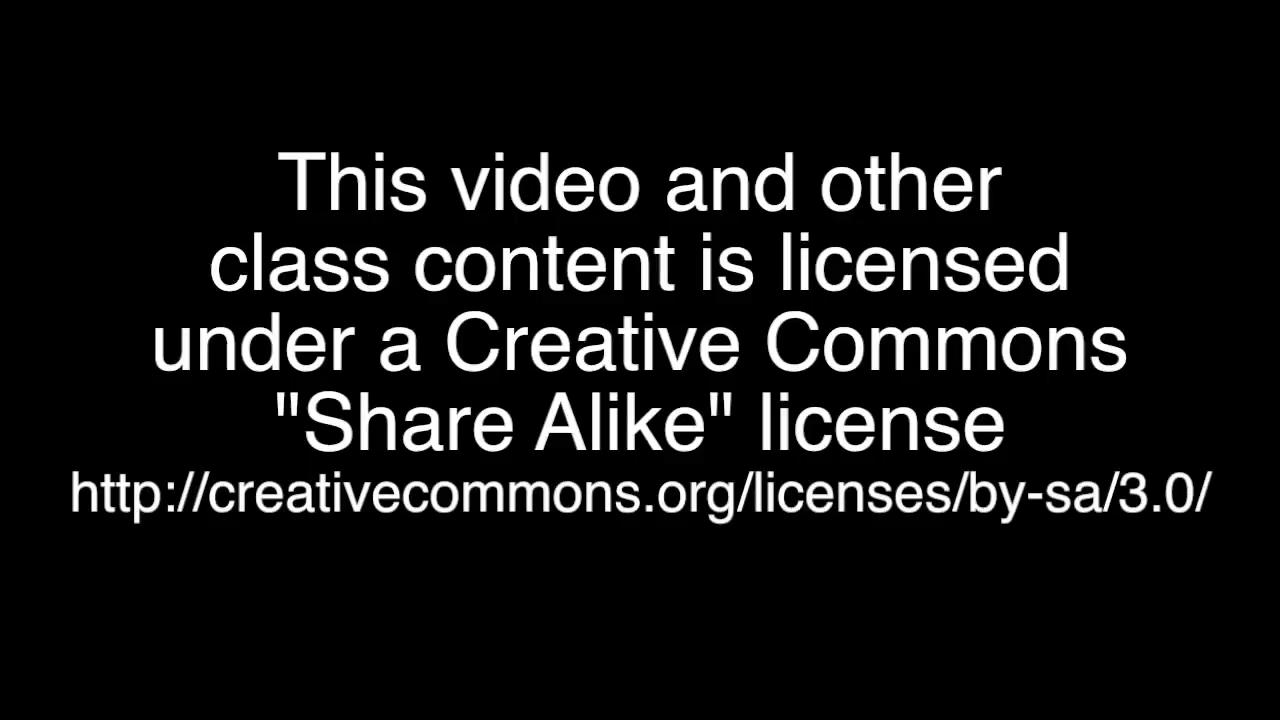 This video and other
class content is licensed
under a Creative Commons
"Share Alike" license
http://creativecommons.org/licenses/by-sa/3.0/